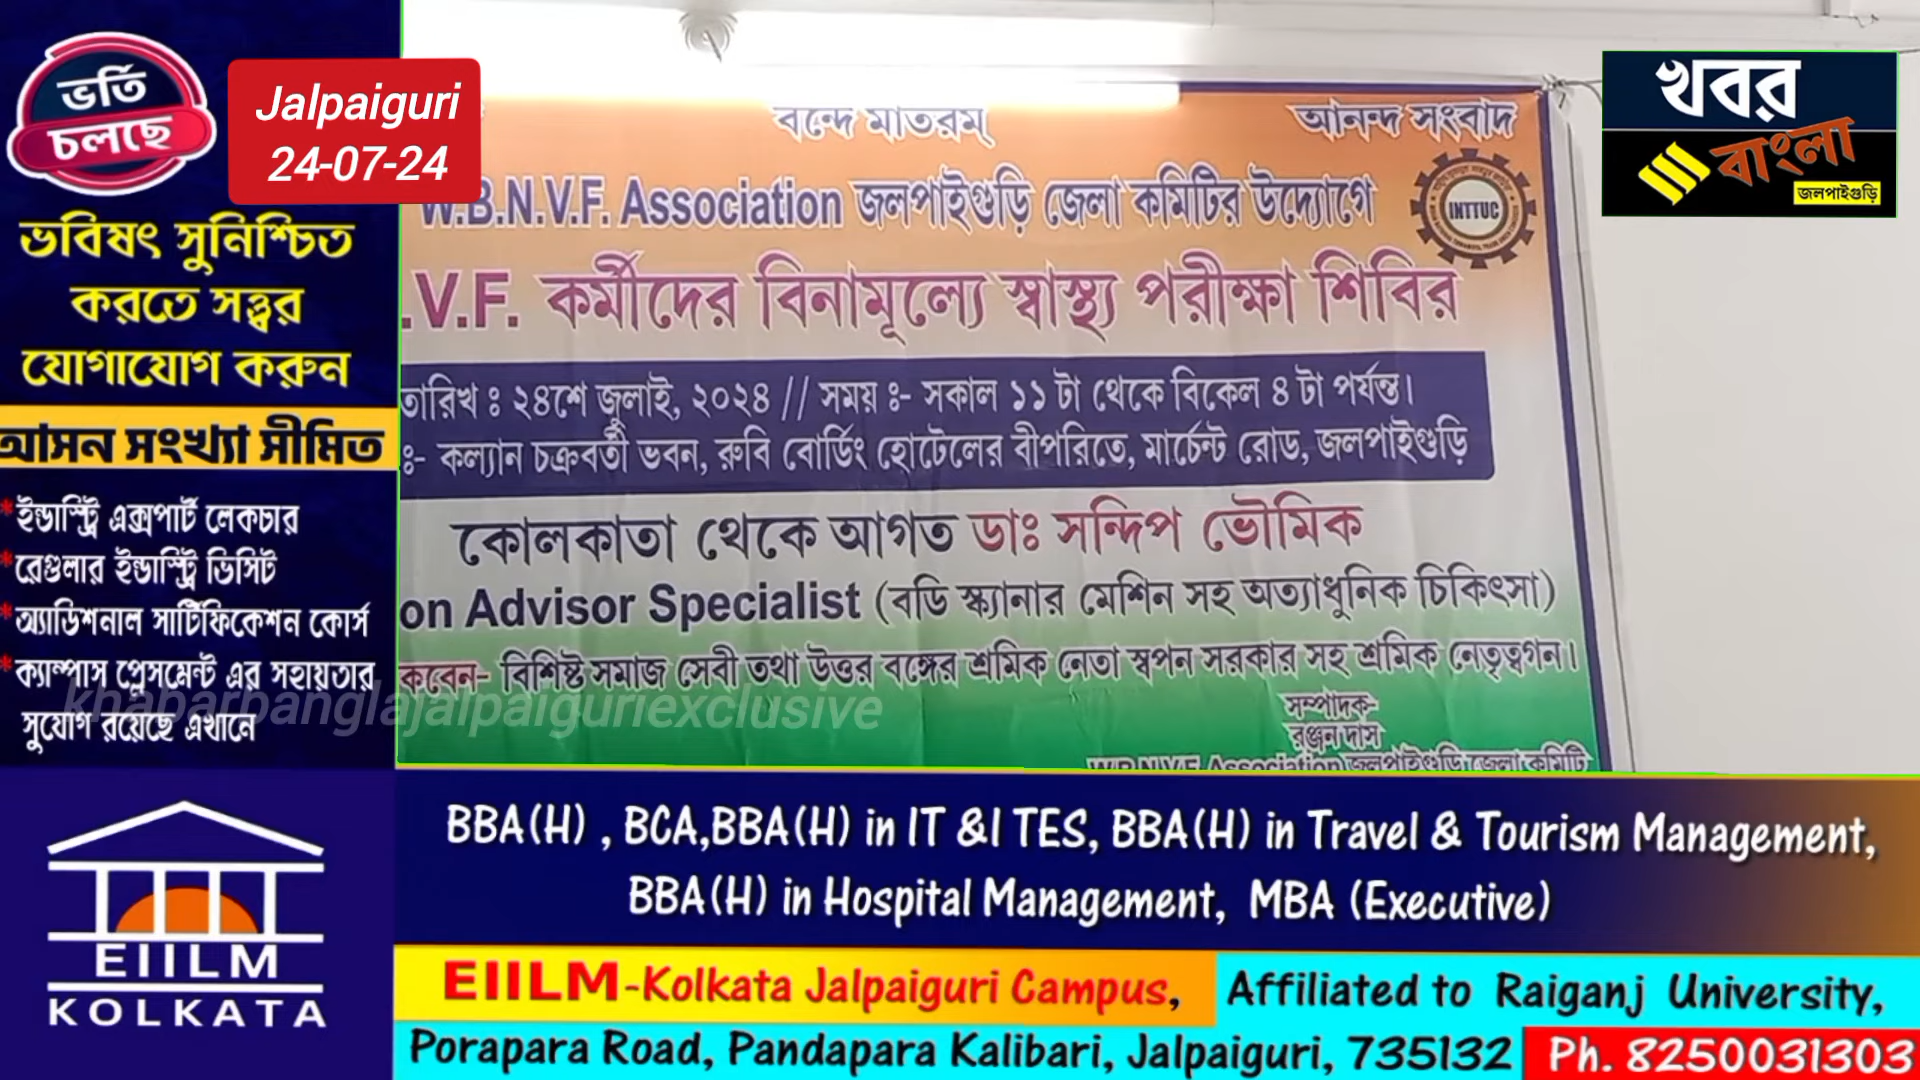 ভর্তি
চলছে
Jalpaiguri
24-07-24
ভবিষৎ সুনিশ্চিত
করতে সত্ত্বর
যোগাযোগ করুন
আসন সংখ্যা সীমিত
*ইন্ডাস্ট্রি এক্সপার্ট লেকচার
*রেগুলার ইন্ডাস্ট্রি ভিসিট
*অ্যাডিশনাল সার্টিফিকেশন কোর্স
*ক্যাম্পাস প্লেসমেন্ট এর সহায়তার
সুযোগ রয়েছে এখানে
khabarbanglajalpaiguriexclusive
বন্দে মাতরম্
আনন্দ সংবাদ
W.B.N.V.F. Association জলপাইগুড়ি জেলা কমিটির উদ্যোগে
INTTUC
.V.F. কর্মীদের বিনামূল্যে স্বাস্থ্য পরীক্ষা শিবির
তারিখ ঃ ২৪শে জুলাই, ২০২৪ // সময় ঃ- সকাল ১১ টা থেকে বিকেল ৪ টা পর্যন্ত।
ঃ- কল্যান চক্রবর্তী ভবন, রুবি বোর্ডিং হোটেলের বীপরিতে, মার্চেন্ট রোড, জলপাইগুড়ি
কোলকাতা থেকে আগত ডাঃ সন্দিপ ভৌমিক
on Advisor Specialist (বডি স্ক্যানার মেশিন সহ অত্যাধুনিক চিকিৎসা)
করবেন- বিশিষ্ট সমাজ সেবী তথা উত্তর বঙ্গের শ্রমিক নেতা স্বপন সরকার সহ শ্রমিক নেতৃত্বগন।
সম্পাদক-
রঞ্জন দাস
W.B.N.V.F. Association জলপাইগুড়ি জেলা কমিটি
খবর
বাংলা
জলপাইগুড়ি
EIILM
KOLKATA
BBA(H) , BCA,BBA(H) in IT &I TES, BBA(H) in Travel & Tourism Management,
BBA(H) in Hospital Management, MBA (Executive)
EIILM-Kolkata Jalpaiguri Campus, Affiliated to Raiganj University,
Porapara Road, Pandapara Kalibari, Jalpaiguri, 735132 Ph. 8250031303